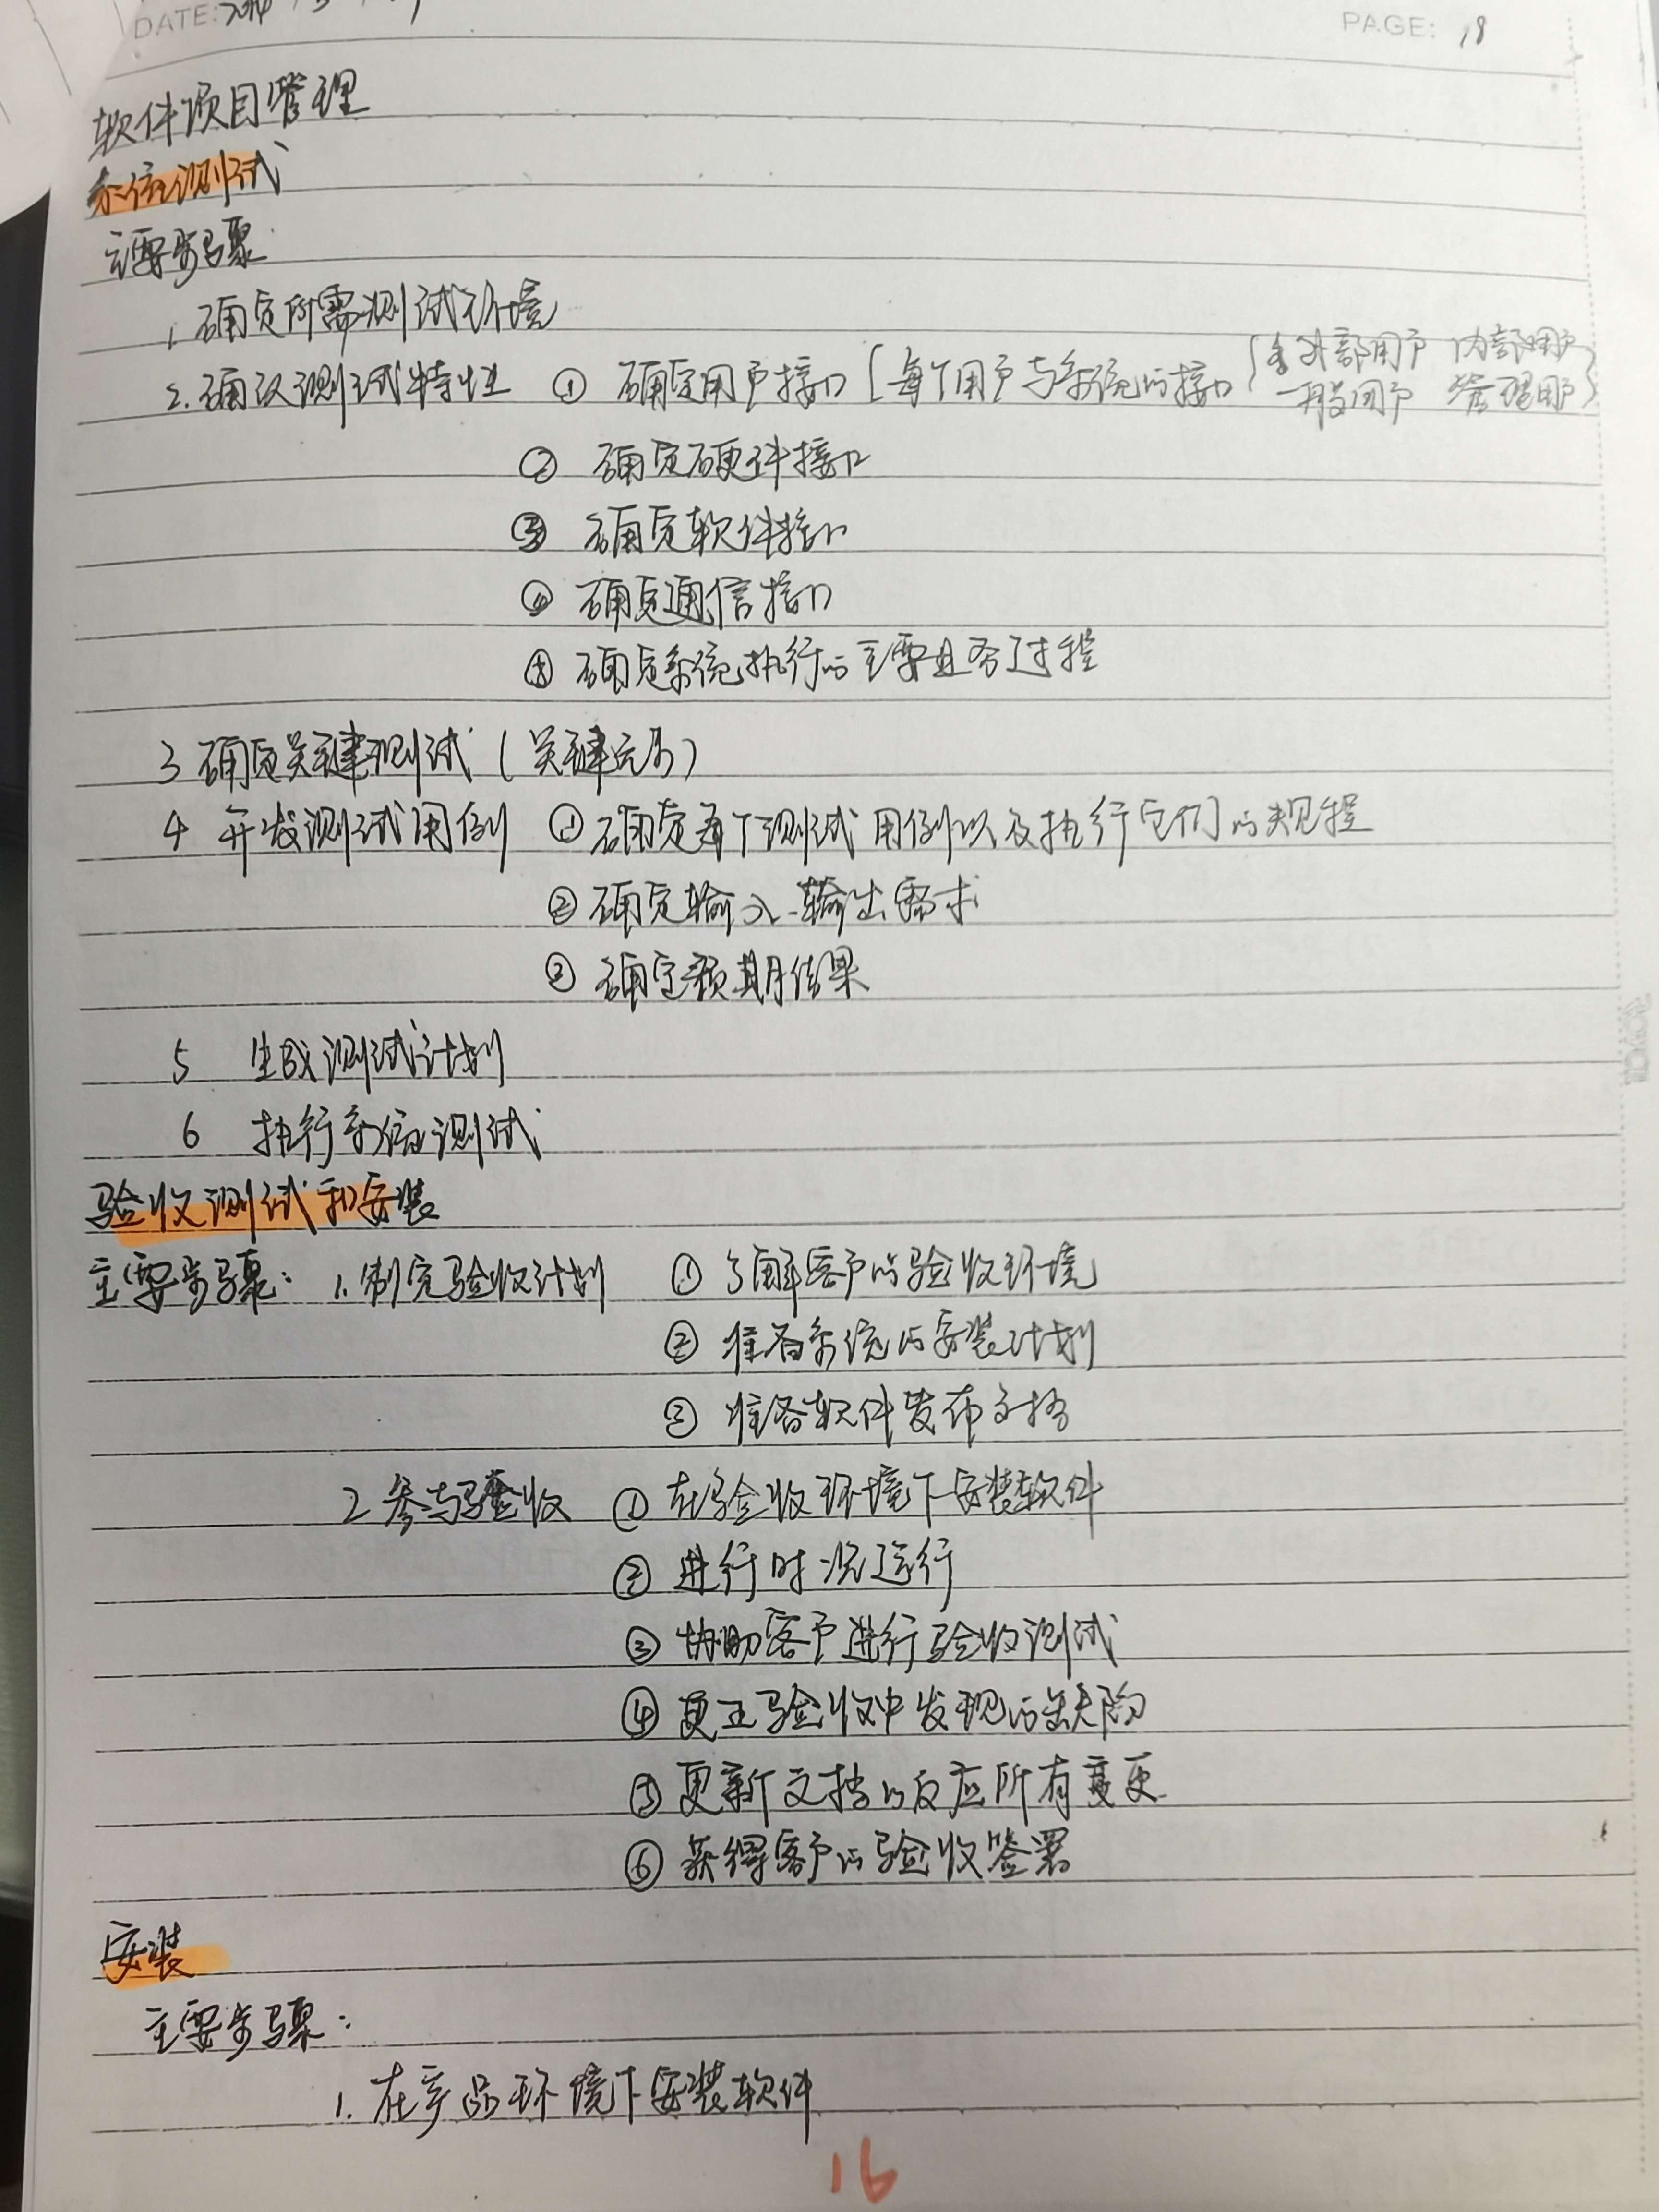 DATE: PAGE: 18
软件项目管理
系统测试
主要步骤:
1. 确定所需测试环境
2. 确认测试特性 ① 确定用户接口 [每个用户与系统的接口 {含外部用户 内部用户
一般用户 管理用户}
② 确定硬件接口
③ 确定软件接口
④ 确定通信接口
⑤ 确定系统执行的主要业务过程
3 确定关键测试 (关键)
4 开发测试用例 ① 确定每个测试用例以及执行它们的规程
② 确定输入、输出需求
③ 确定预期结果
5 生成测试计划
6 执行系统测试
验收测试和安装
主要步骤: 1. 制定验收计划 ① 了解客户的验收环境
② 准备系统的安装计划
③ 准备软件发布文档
2 参与验收 ① 在验收环境下安装软件
② 进行运行
③ 协助客户进行验收测试
④ 更正验收中发现的缺陷
⑤ 更新文档以反应所有变更
⑥ 获得客户的验收签署
安装
主要步骤:
1. 在产品环境下安装软件
16